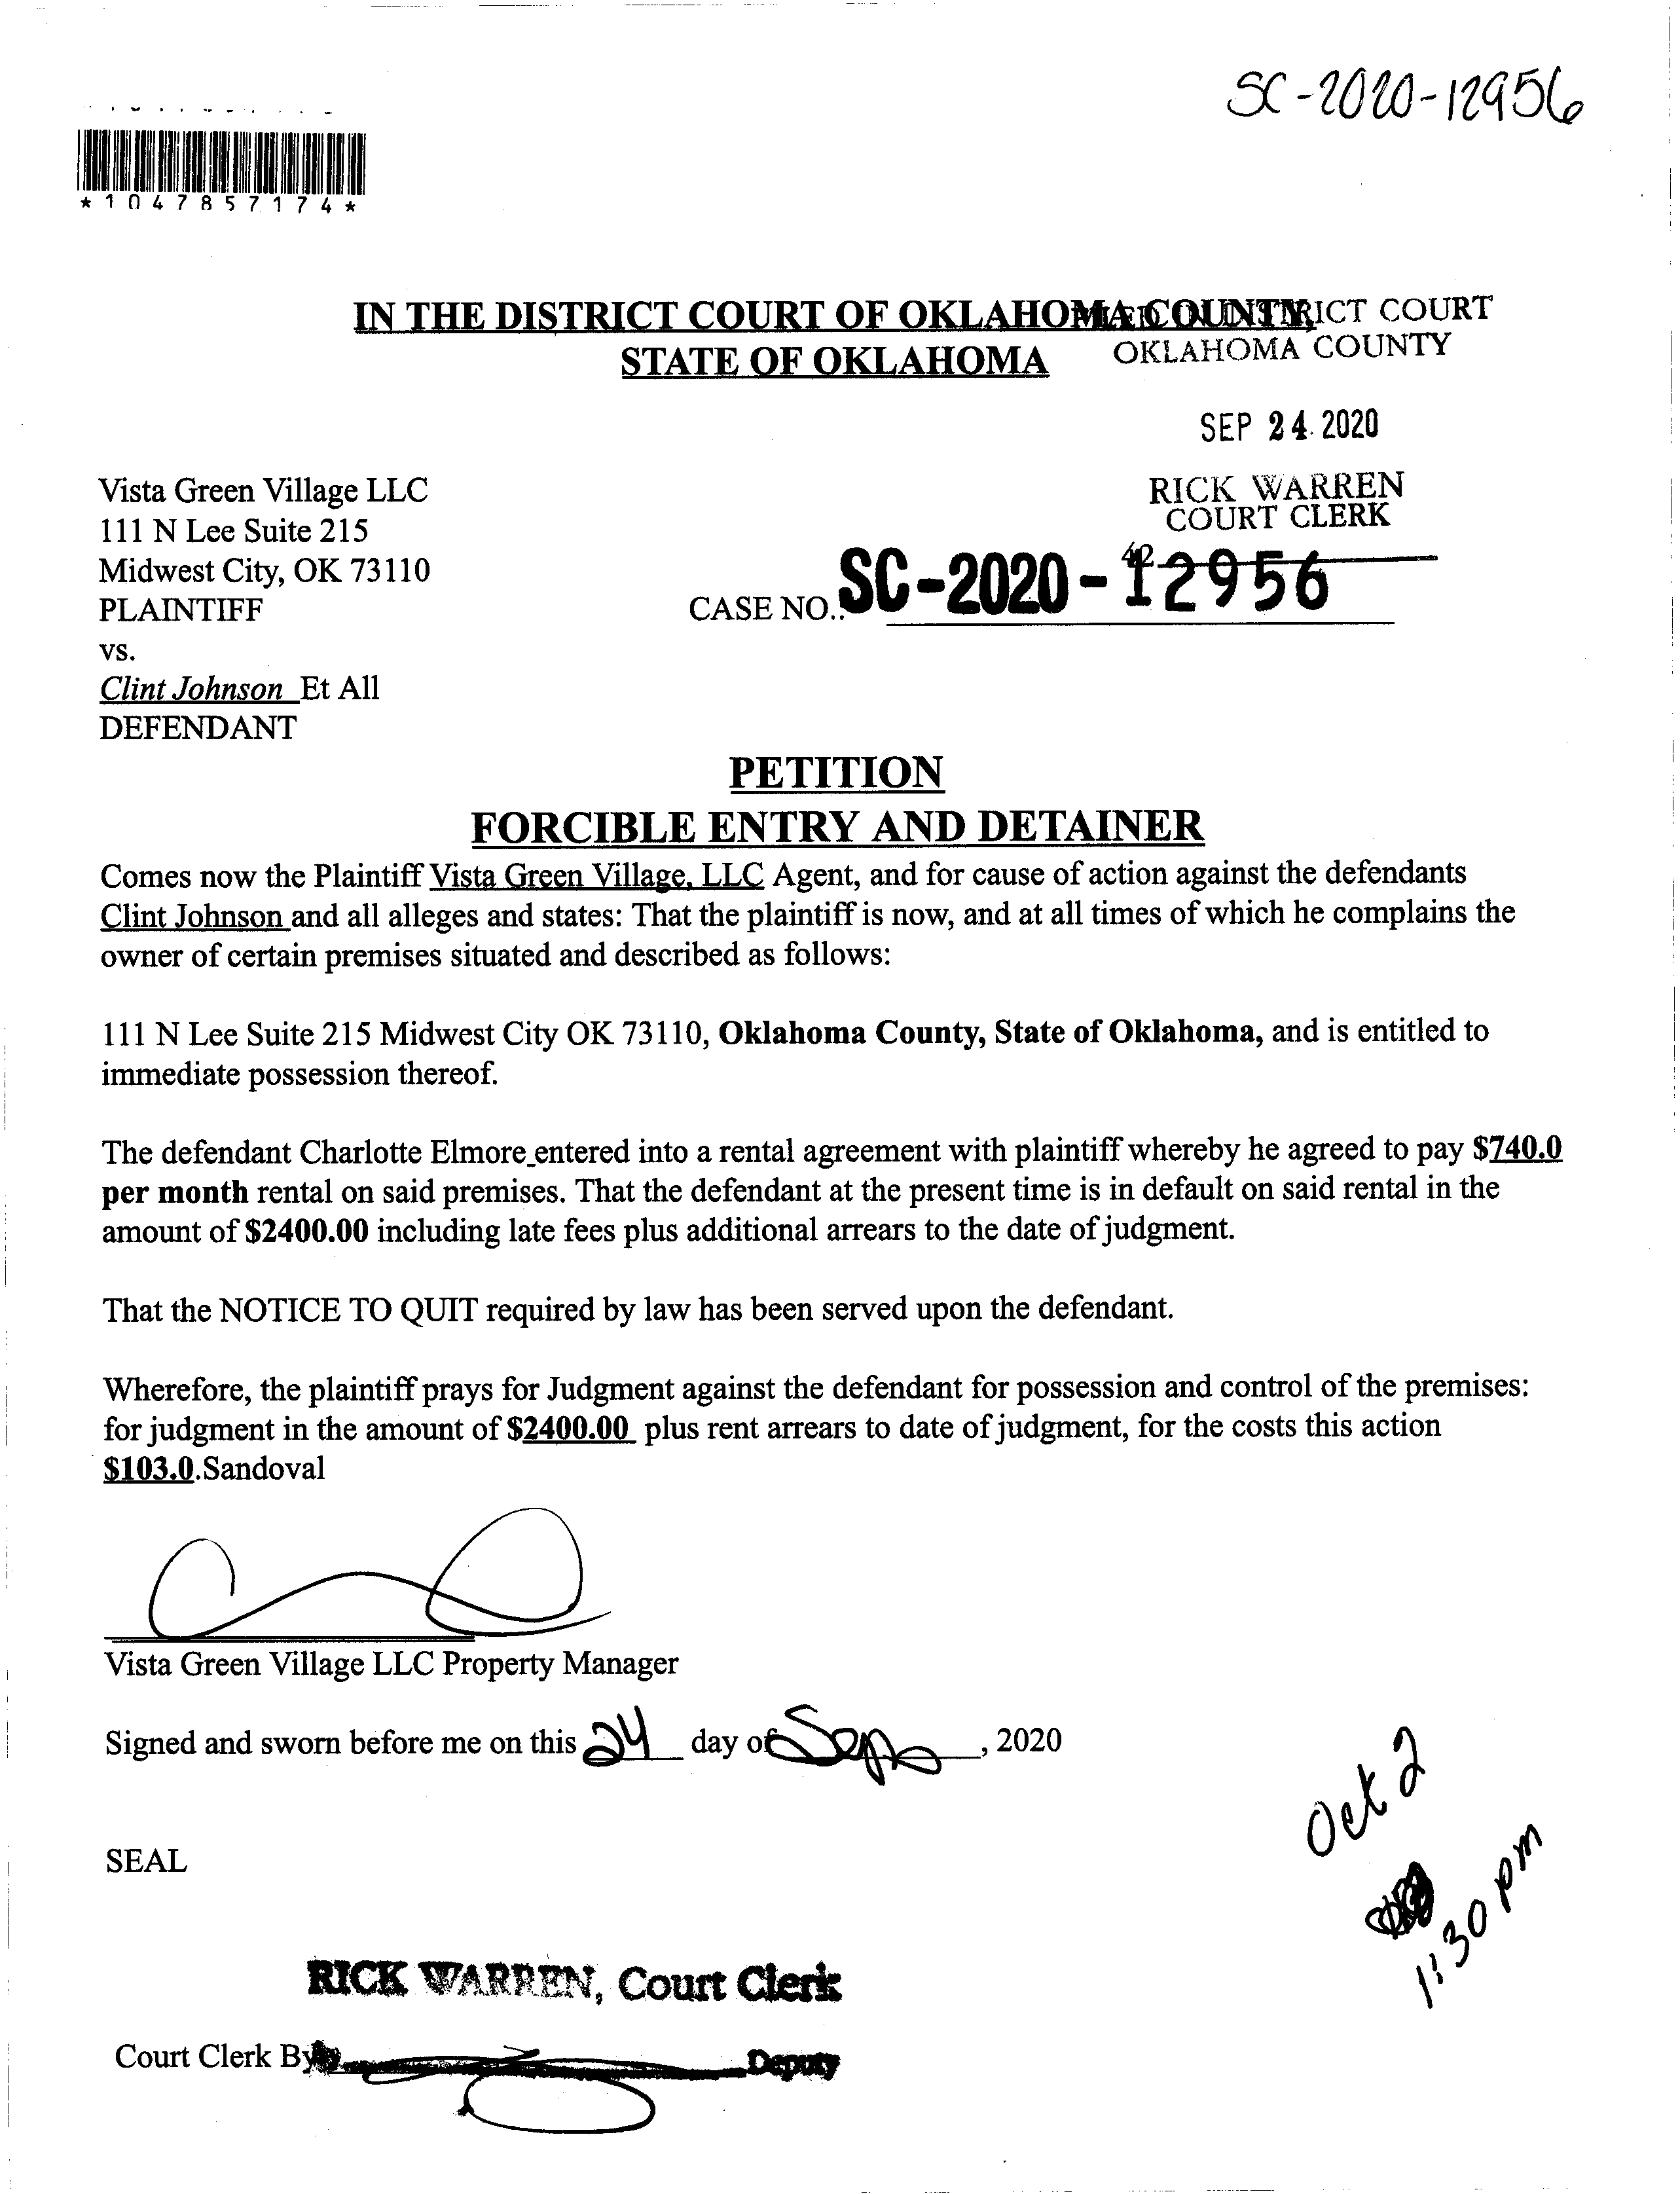 SC-2020-12956
*1047857174*
IN THE DISTRICT COURT OF OKLAHOMA COUNTY
STATE OF OKLAHOMA
DISTRICT COURT
OKLAHOMA COUNTY
SEP 24 2020
RICK WARREN
COURT CLERK
42
Vista Green Village LLC
111 N Lee Suite 215
Midwest City, OK 73110
PLAINTIFF
CASE NO.: SC-2020-12956
vs.
Clint Johnson Et All
DEFENDANT
PETITION
FORCIBLE ENTRY AND DETAINER
Comes now the Plaintiff Vista Green Village, LLC Agent, and for cause of action against the defendants
Clint Johnson and all alleges and states: That the plaintiff is now, and at all times of which he complains the
owner of certain premises situated and described as follows:
111 N Lee Suite 215 Midwest City OK 73110, Oklahoma County, State of Oklahoma, and is entitled to
immediate possession thereof.
The defendant Charlotte Elmore entered into a rental agreement with plaintiff whereby he agreed to pay $740.0
per month rental on said premises. That the defendant at the present time is in default on said rental in the
amount of $2400.00 including late fees plus additional arrears to the date of judgment.
That the NOTICE TO QUIT required by law has been served upon the defendant.
Wherefore, the plaintiff prays for Judgment against the defendant for possession and control of the premises:
for judgment in the amount of $2400.00 plus rent arrears to date of judgment, for the costs this action
$103.0.Sandoval
Vista Green Village LLC Property Manager
Signed and sworn before me on this 24 day of Sep, 2020
Oct 2
1:30 pm
SEAL
RICK WARREN, Court Clerk
Court Clerk By Deputy